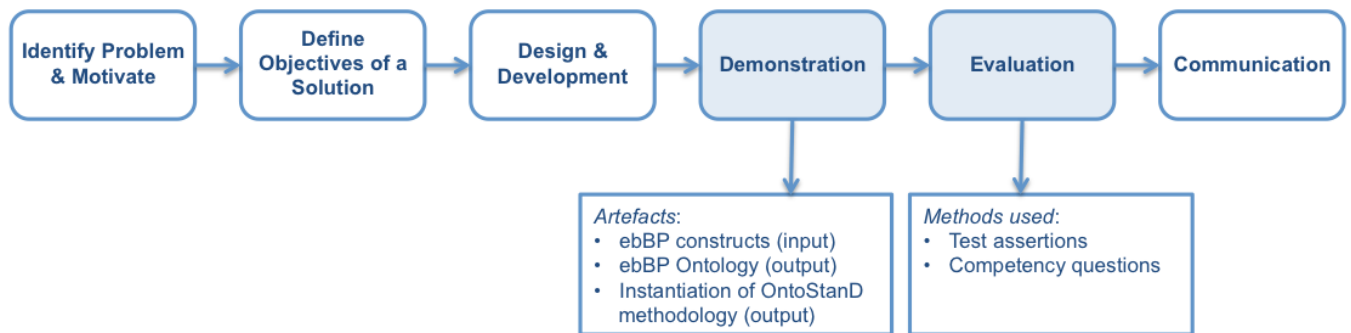 Identify Problem
& Motivate
Define
Objectives of a
Solution
Design &
Development
Demonstration
Evaluation
Communication
Artefacts:
• ebBP constructs (input)
• ebBP Ontology (output)
• Instantiation of OntoStanD
methodology (output)
Methods used:
• Test assertions
• Competency questions